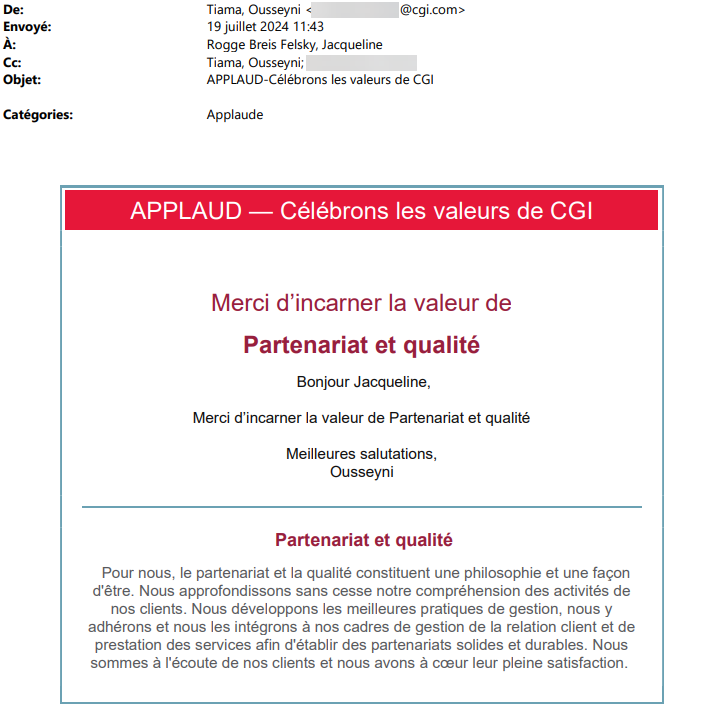 De: Tiama, Ousseyni < @cgi.com>
Envoyé: 19 juillet 2024 11:43
À: Rogge Breis Felsky, Jacqueline
Cc: Tiama, Ousseyni;
Objet: APPLAUD-Célébrons les valeurs de CGI
Catégories: Applaude
APPLAUD — Célébrons les valeurs de CGI
Merci d’incarner la valeur de
Partenariat et qualité
Bonjour Jacqueline,
Merci d’incarner la valeur de Partenariat et qualité
Meilleures salutations,
Ousseyni
Partenariat et qualité
Pour nous, le partenariat et la qualité constituent une philosophie et une façon
d'être. Nous approfondissons sans cesse notre compréhension des activités de
nos clients. Nous développons les meilleures pratiques de gestion, nous y
adhérons et nous les intégrons à nos cadres de gestion de la relation client et de
prestation des services afin d'établir des partenariats solides et durables. Nous
sommes à l'écoute de nos clients et nous avons à cœur leur pleine satisfaction.